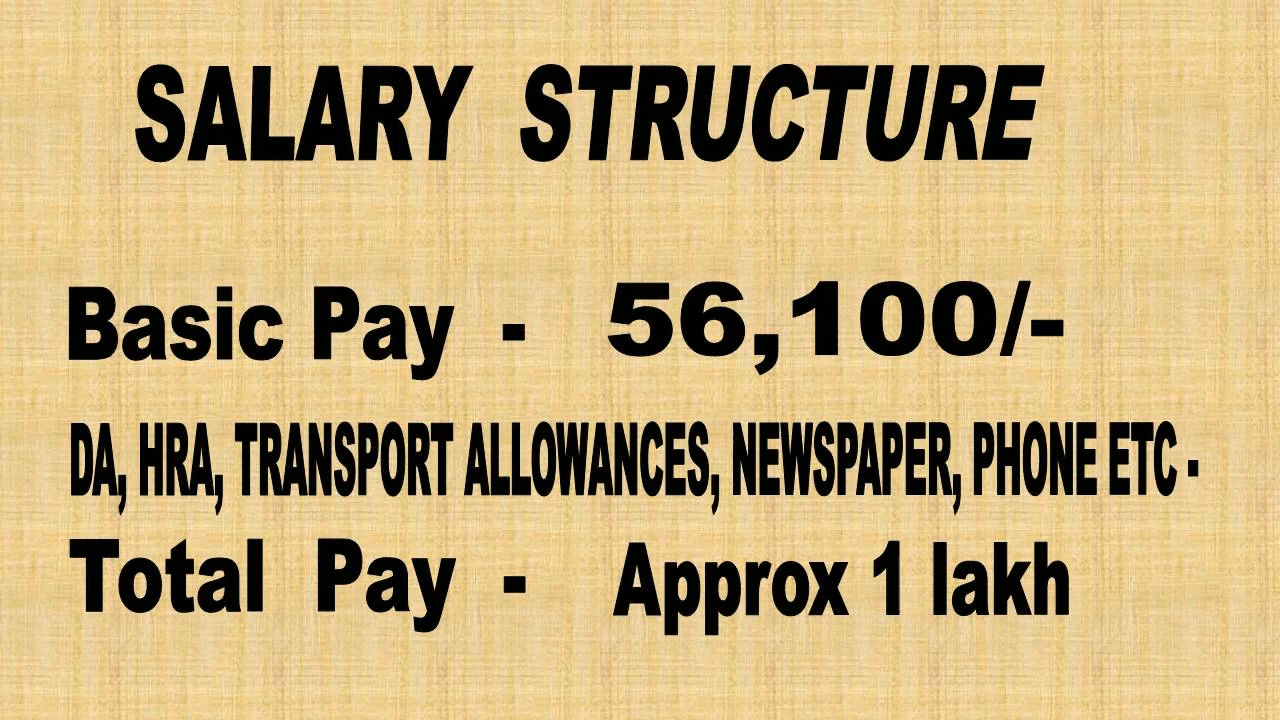 SALARY STRUCTURE
Basic Pay - 56,100/-
DA, HRA, TRANSPORT ALLOWANCES, NEWSPAPER, PHONE ETC -
Total Pay - Approx 1 lakh